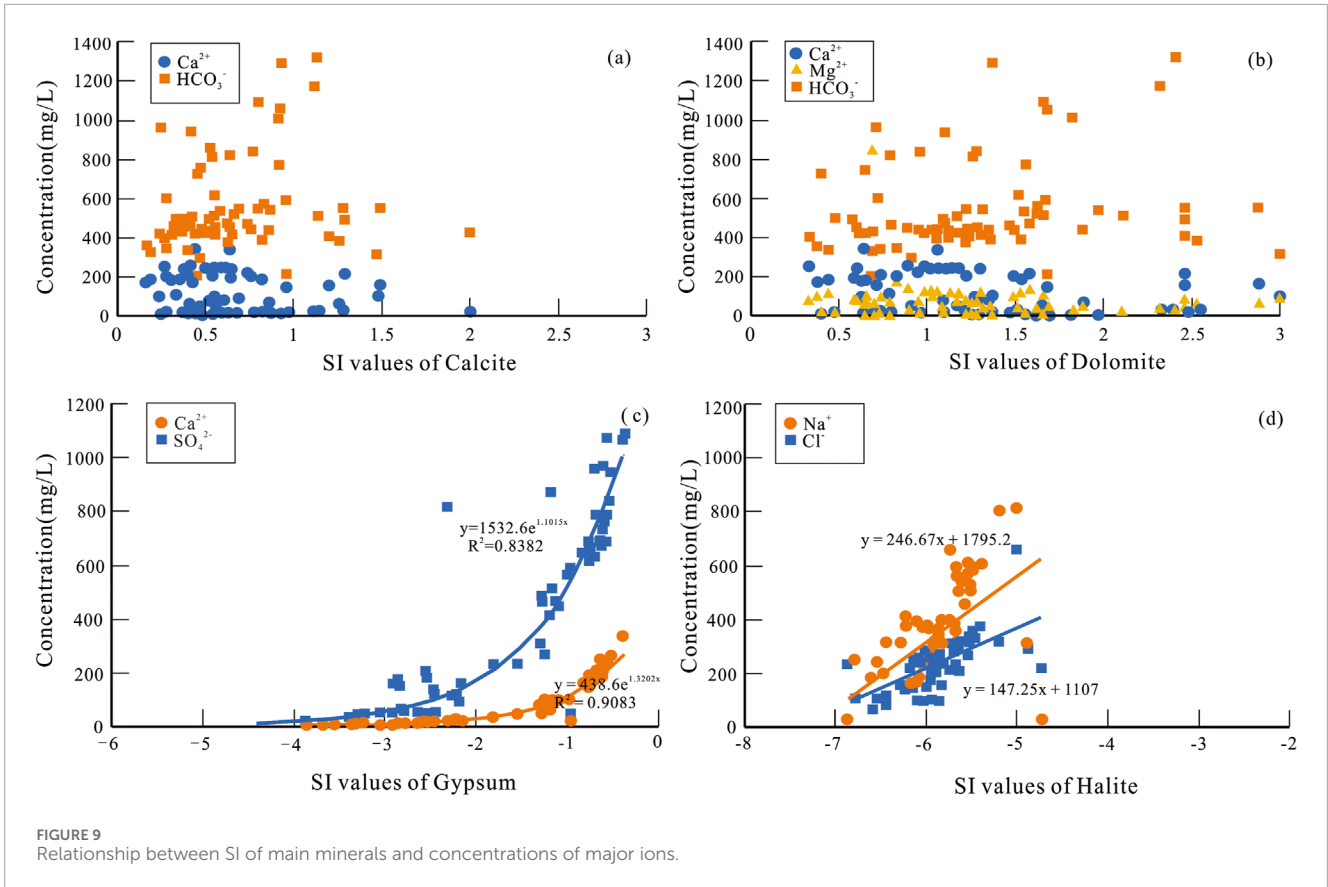 (a)
Ca²⁺
HCO₃⁻
1400
1200
1000
800
600
400
200
0
Concentration(mg/L)
0 0.5 1 1.5 2 2.5 3
SI values of Calcite
(b)
Ca²⁺
Mg²⁺
HCO₃⁻
1400
1200
1000
800
600
400
200
0
Concentration(mg/L)
0 0.5 1 1.5 2 2.5 3
SI values of Dolomite
(c)
Ca²⁺
SO₄²⁻
1200
1000
800
600
400
200
0
Concentration(mg/L)
y=1532.6e¹·¹⁰¹⁵ˣ
R²=0.8382
y=438.6e¹·³²⁰²ˣ
R²=0.9083
−6 −5 −4 −3 −2 −1 0
SI values of Gypsum
(d)
Na⁺
Cl⁻
1200
1000
800
600
400
200
0
Concentration(mg/L)
y=246.67x+1795.2
y=147.25x+1107
-8 -7 -6 -5 -4 -3 -2
SI values of Halite
FIGURE 9
Relationship between SI of main minerals and concentrations of major ions.